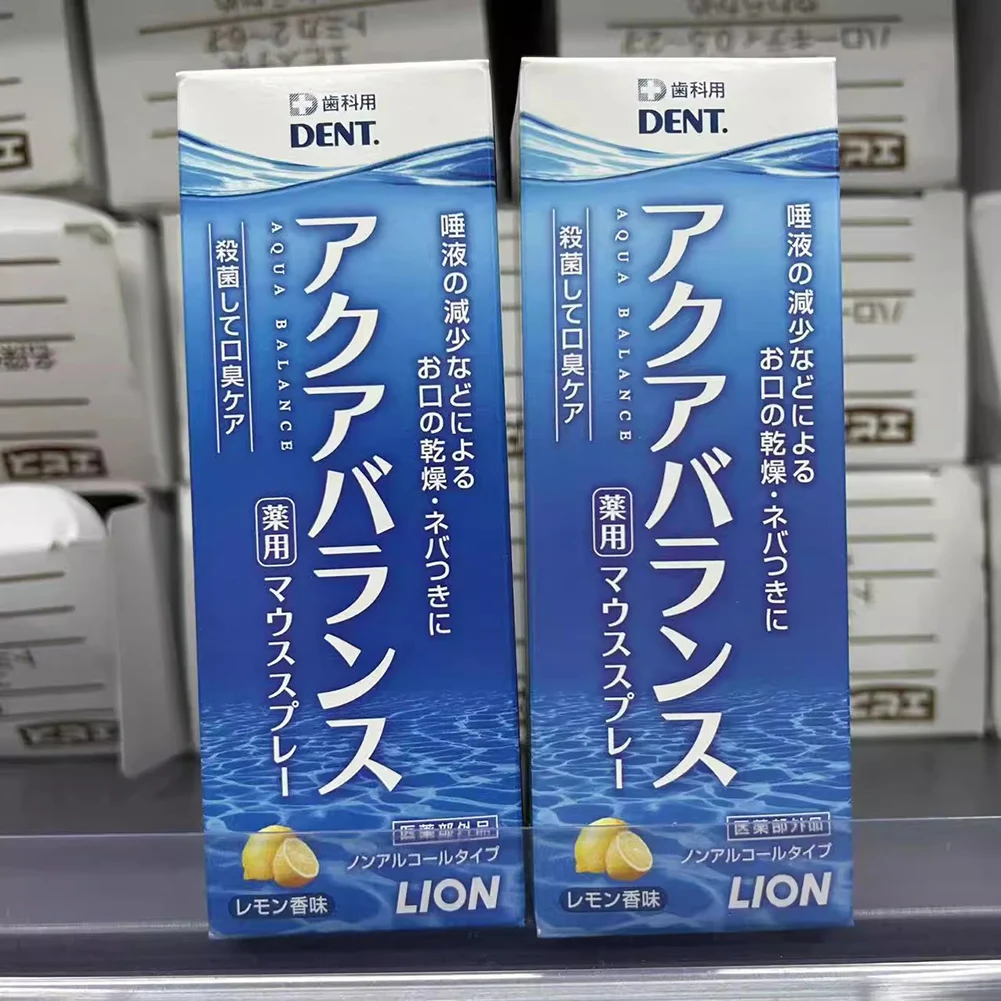 歯科用
DENT.
唾液の減少などによる
お口の乾燥・ネバつきに
アクアバランス
AQUA BALANCE
薬用 マウススプレー
殺菌して口臭ケア
医薬部外品
ノンアルコールタイプ
レモン香味
LION
歯科用
DENT.
唾液の減少などによる
お口の乾燥・ネバつきに
アクアバランス
AQUA BALANCE
薬用 マウススプレー
殺菌して口臭ケア
医薬部外品
ノンアルコールタイプ
レモン香味
LION